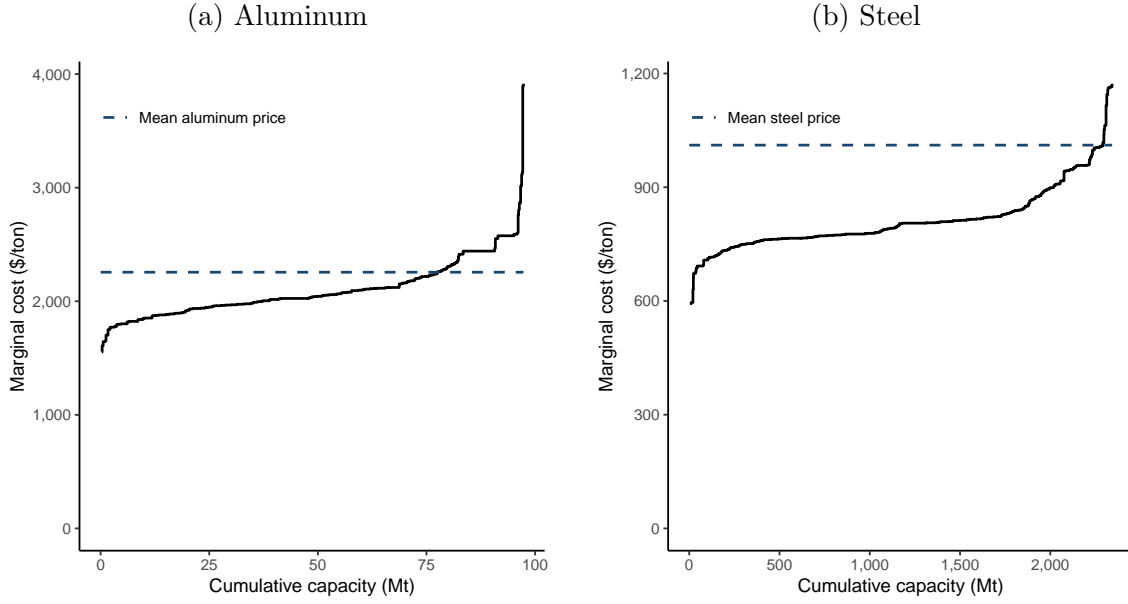 (a) Aluminum
4,000
3,000
2,000
1,000
0
Marginal cost ($/ton)
Mean aluminum price
0 25 50 75 100
Cumulative capacity (Mt)
(b) Steel
1,200
900
600
300
0
Marginal cost ($/ton)
Mean steel price
0 500 1,000 1,500 2,000
Cumulative capacity (Mt)